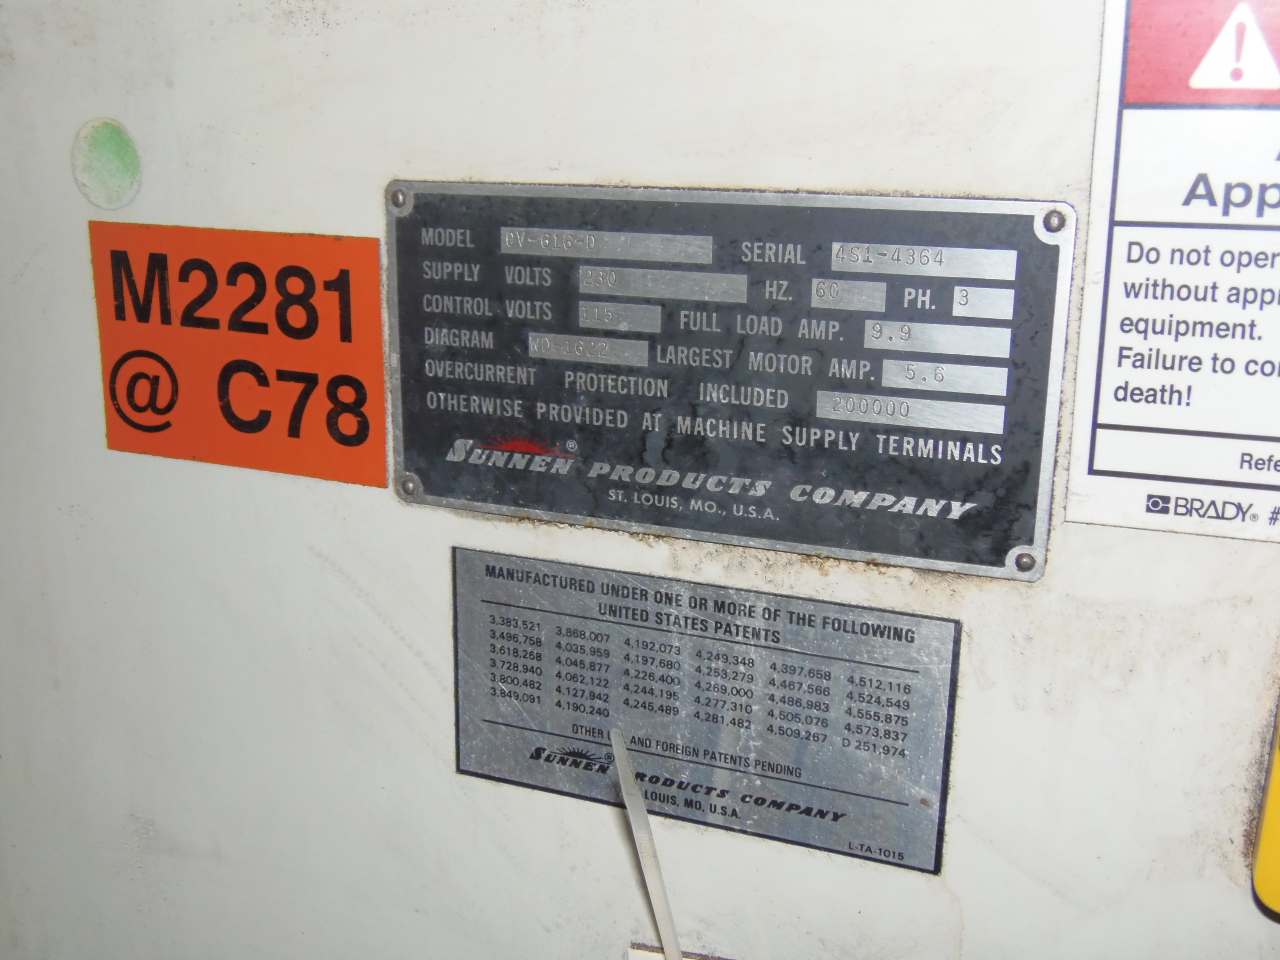 M2281
@ C78
MODEL CV-616-D. SERIAL 4S1-4364
SUPPLY VOLTS 230 HZ. 60 PH. 3
CONTROL VOLTS 115 FULL LOAD AMP. 9.9
DIAGRAM WD-1622 LARGEST MOTOR AMP. 5.6
OVERCURRENT PROTECTION INCLUDED 200000
OTHERWISE PROVIDED AT MACHINE SUPPLY TERMINALS
SUNNEN® PRODUCTS COMPANY
ST. LOUIS, MO., U.S.A.
MANUFACTURED UNDER ONE OR MORE OF THE FOLLOWING
UNITED STATES PATENTS
3,383,521 3,868,007 4,192,073 4,249,348 4,397,658 4,512,116
3,496,758 4,035,959 4,197,680 4,253,279 4,467,566 4,524,549
3,618,268 4,045,877 4,226,400 4,269,000 4,486,983 4,555,875
3,728,940 4,062,122 4,244,195 4,277,310 4,505,076 4,573,837
3,800,482 4,127,942 4,245,489 4,281,482 4,509,267 D 251,974
3,849,091 4,190,240
OTHER AND FOREIGN PATENTS PENDING
SUNNEN® PRODUCTS COMPANY
LOUIS, MO, U.S.A.
L-TA-1015
App
Do not oper
without appl
equipment.
Failure to co
death!
Refe
BRADY® #